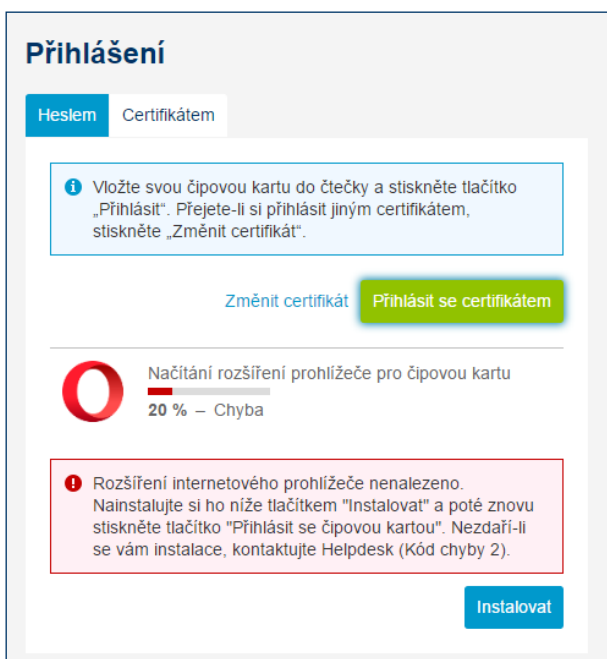 Přihlášení
Heslem Certifikátem
Vložte svou čipovou kartu do čtečky a stiskněte tlačítko
„Přihlásit“. Přejete-li si přihlásit jiným certifikátem,
stiskněte „Změnit certifikát“.
Změnit certifikát Přihlásit se certifikátem
Načítání rozšíření prohlížeče pro čipovou kartu
20 % – Chyba
Rozšíření internetového prohlížeče nenalezeno.
Nainstalujte si ho níže tlačítkem "Instalovat" a poté znovu
stiskněte tlačítko "Přihlásit se čipovou kartou". Nezdaří-li
se vám instalace, kontaktujte Helpdesk (Kód chyby 2).
Instalovat